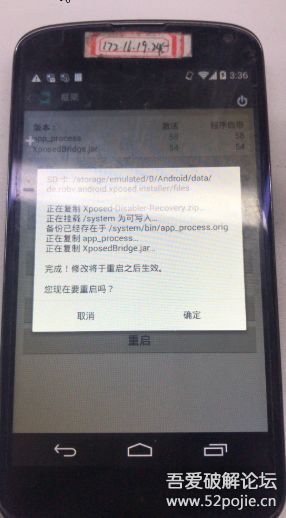 172.16.19.245
3:36
框架
版本： 激活 程序信息
app_process 58 58
XposedBridge.jar 54 54
SD 卡 /storage/emulated/0/Android/data/
de.robv.android.xposed.installer/files
正在复制 Xposed-Disabler-Recovery.zip...
正在挂载 /system 为可写入...
备份已经存在于 /system/bin/app_process.orig
正在复制 app_process...
正在复制 XposedBridge.jar...
完成！修改将于重启之后生效。
您现在要重启吗？
取消 确定
重启
吾爱破解论坛
www.52pojie.cn